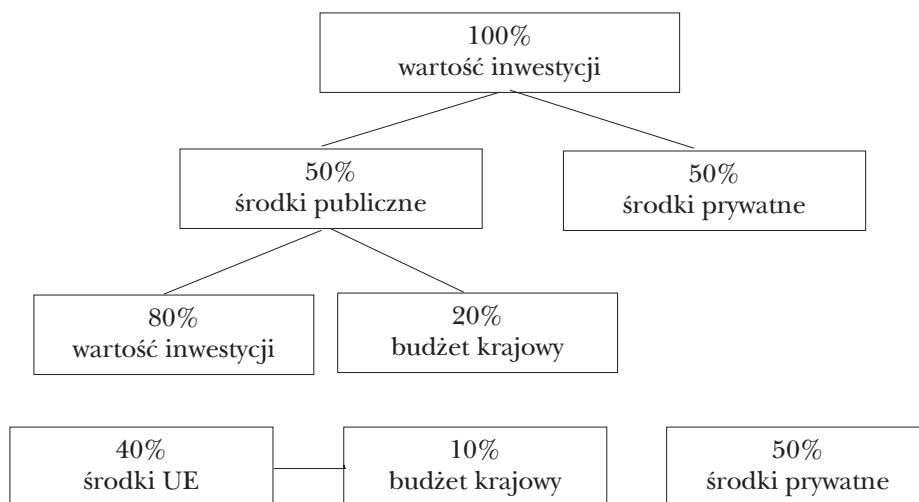 100%
wartość inwestycji
50%
środki publiczne
50%
środki prywatne
80%
wartość inwestycji
20%
budżet krajowy
40%
środki UE
10%
budżet krajowy
50%
środki prywatne